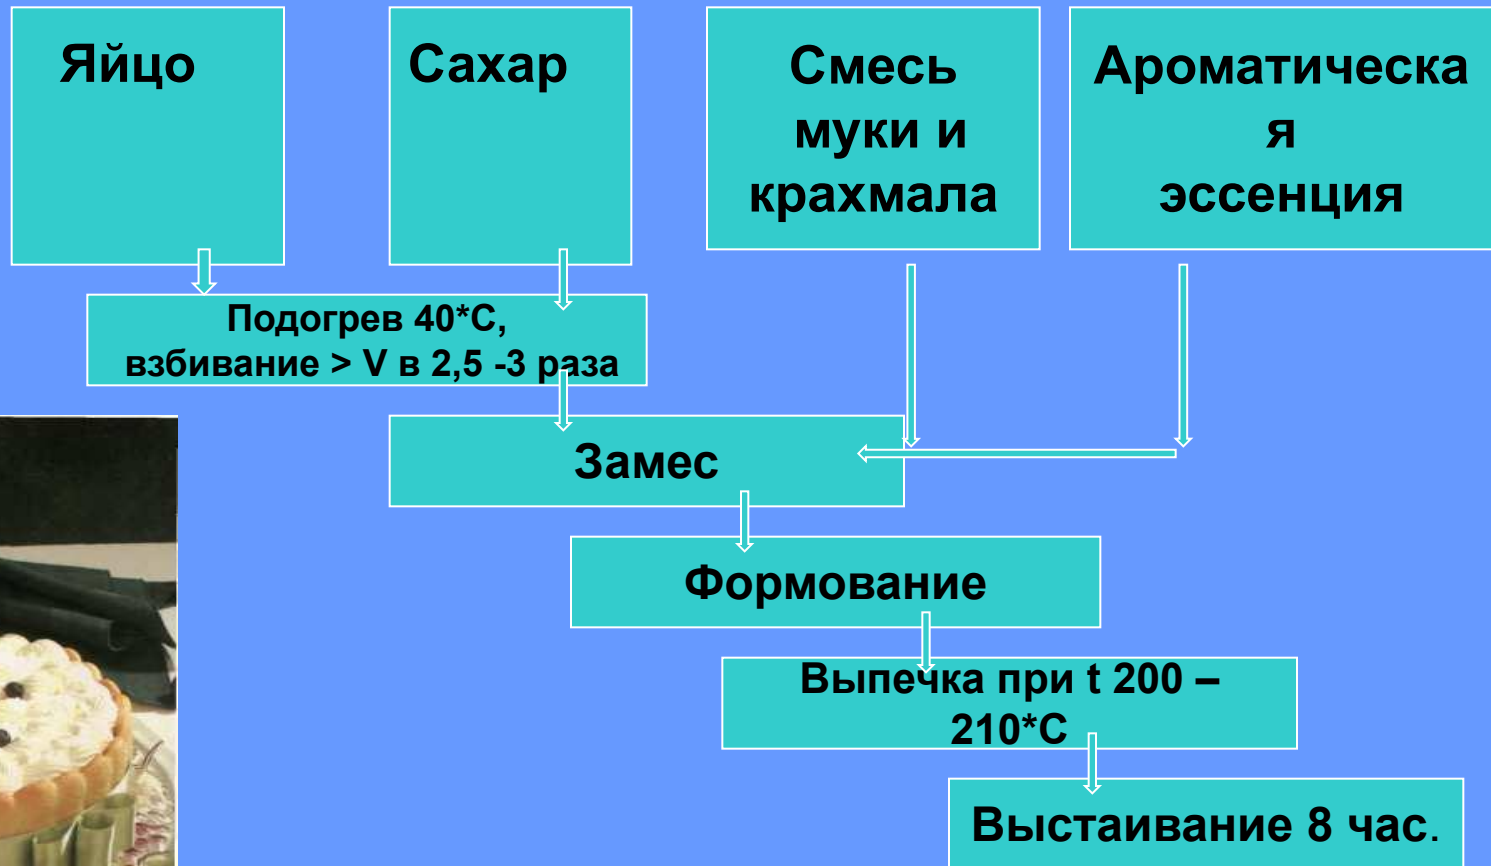 Яйцо
Сахар
Смесь
муки и
крахмала
Ароматическа
я
эссенция
Подогрев 40*С,
взбивание > V в 2,5 -3 раза
Замес
Формование
Выпечка при t 200 –
210*С
Выстаивание 8 час.